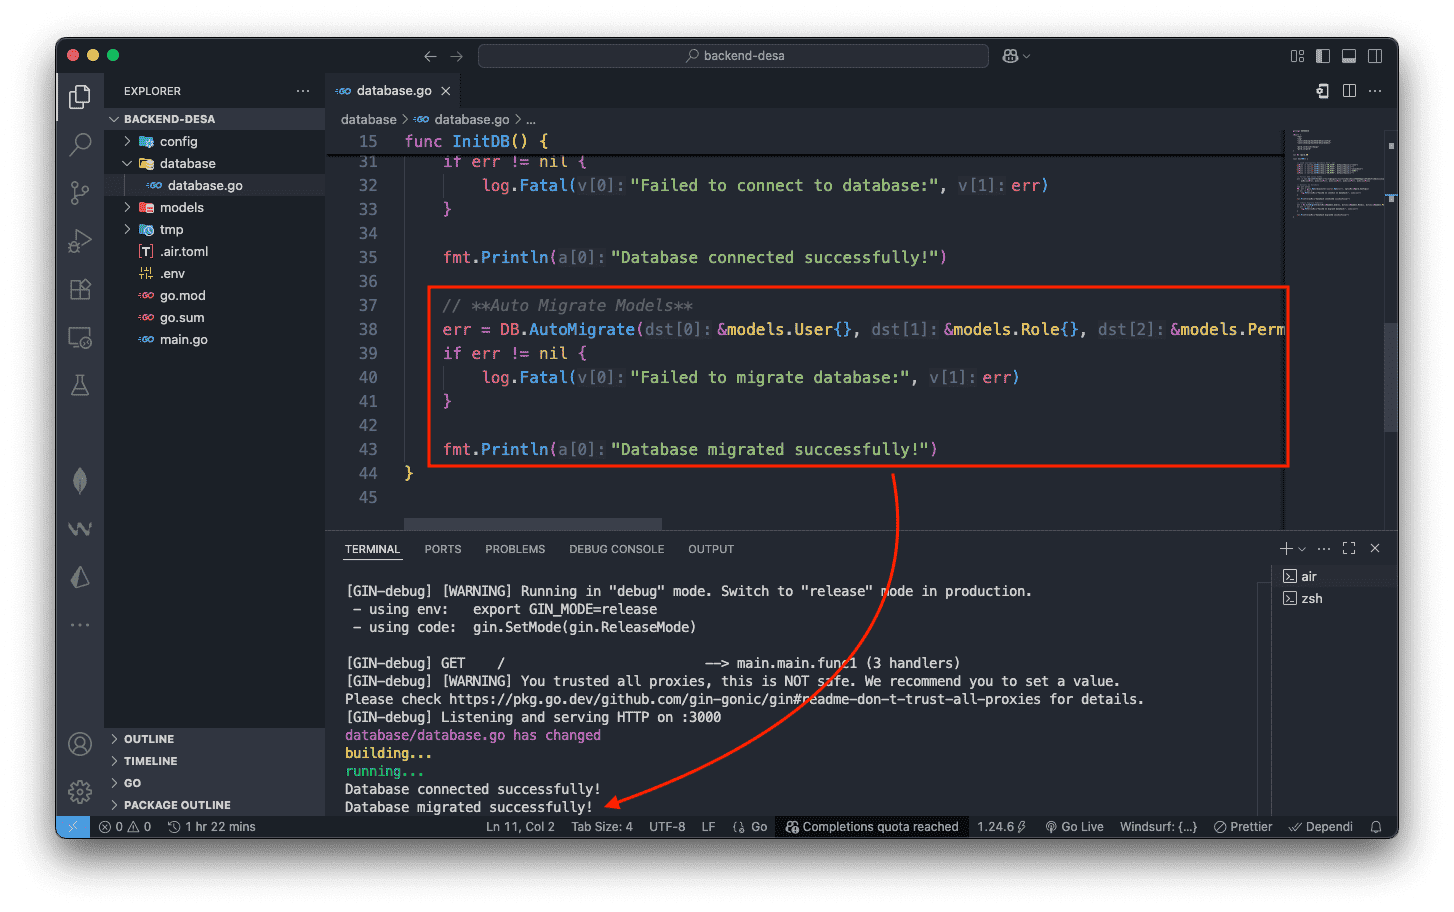 backend-desa
EXPLORER
BACKEND-DESA
config
database
database.go
models
tmp
.air.toml
.env
go.mod
go.sum
main.go
OUTLINE
TIMELINE
GO
PACKAGE OUTLINE
database.go
database > database.go > ...
15 func InitDB() {
31 if err != nil {
32 log.Fatal(v[0]: "Failed to connect to database:", v[1]: err)
33 }
34
35 fmt.Println(a[0]: "Database connected successfully!")
36
37 // **Auto Migrate Models**
38 err = DB.AutoMigrate(dst[0]: &models.User{}, dst[1]: &models.Role{}, dst[2]: &models.Perm
39 if err != nil {
40 log.Fatal(v[0]: "Failed to migrate database:", v[1]: err)
41 }
42
43 fmt.Println(a[0]: "Database migrated successfully!")
44 }
45
TERMINAL PORTS PROBLEMS DEBUG CONSOLE OUTPUT
air
zsh
[GIN-debug] [WARNING] Running in "debug" mode. Switch to "release" mode in production.
- using env: export GIN_MODE=release
- using code: gin.SetMode(gin.ReleaseMode)
[GIN-debug] GET / --> main.main.func1 (3 handlers)
[GIN-debug] [WARNING] You trusted all proxies, this is NOT safe. We recommend you to set a value.
Please check https://pkg.go.dev/github.com/gin-gonic/gin#readme-don-t-trust-all-proxies for details.
[GIN-debug] Listening and serving HTTP on :3000
database/database.go has changed
building...
running...
Database connected successfully!
Database migrated successfully!
0 0 1 hr 22 mins Ln 11, Col 2 Tab Size: 4 UTF-8 LF Go Completions quota reached 1.24.6 Go Live Windsurf: {...} Prettier Dependi